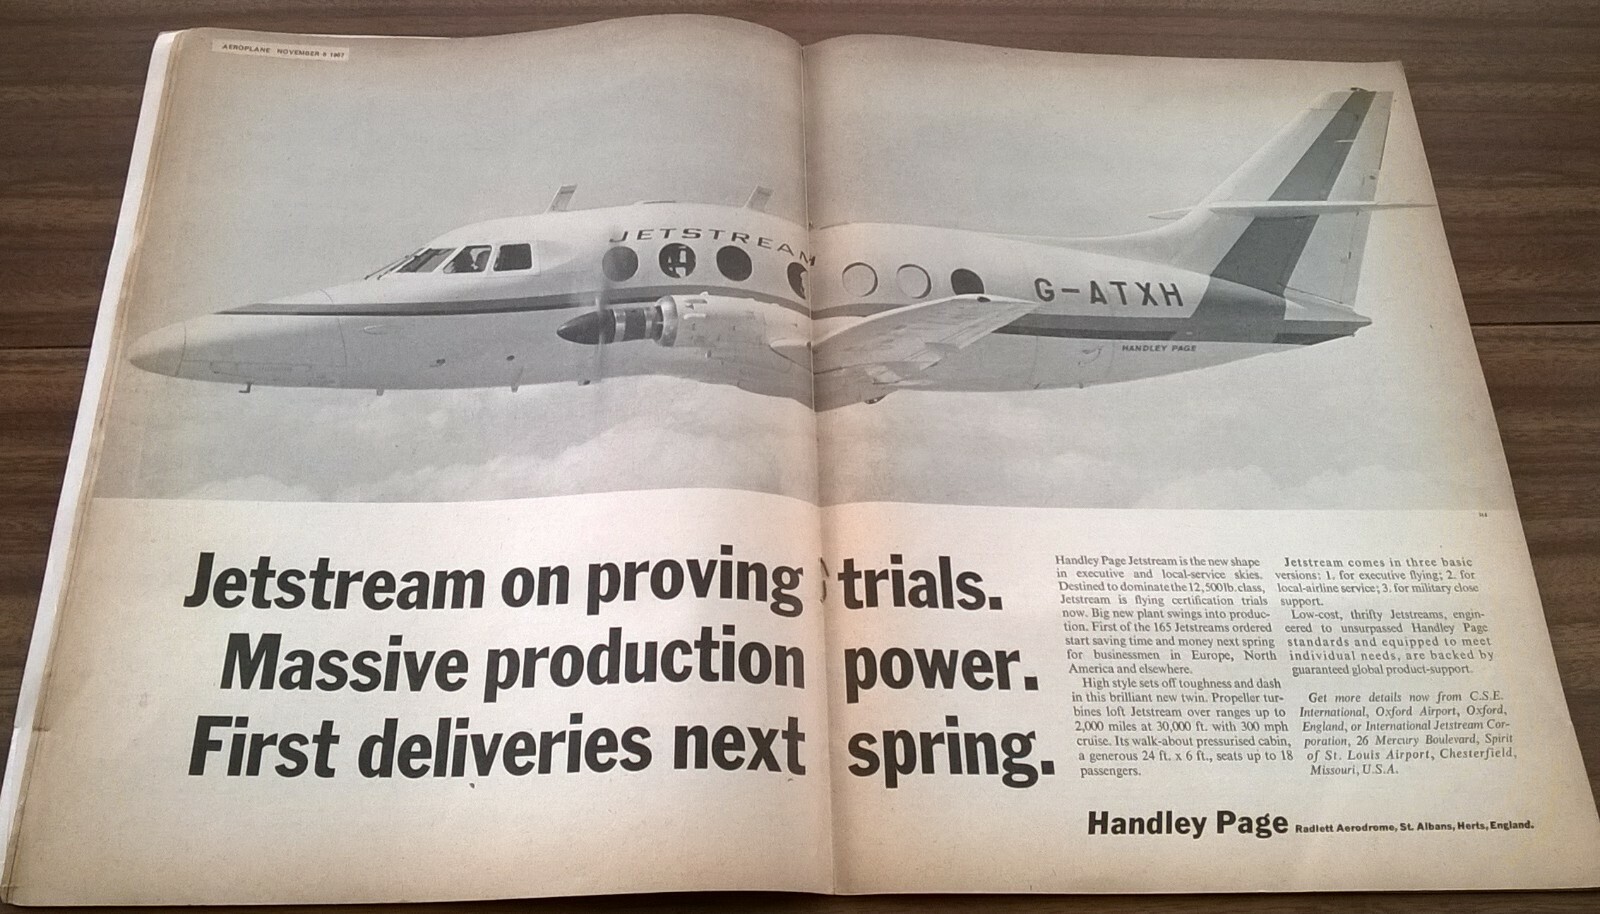 AEROPLANE NOVEMBER 8 1967
JETSTREAM
G-ATXH
HANDLEY PAGE
Jetstream on proving trials.
Massive production power.
First deliveries next spring.
Handley Page Jetstream is the new shape
in executive and local-service skies.
Destined to dominate the 12,500lb. class,
Jetstream is flying certification trials
now. Big new plant swings into produc-
tion. First of the 165 Jetstreams ordered
start saving time and money next spring
for businessmen in Europe, North
America and elsewhere.
High style sets off toughness and dash
in this brilliant new twin. Propeller tur-
bines loft Jetstream over ranges up to
2,000 miles at 30,000 ft. with 300 mph
cruise. Its walk-about pressurised cabin,
a generous 24 ft. x 6 ft., seats up to 18
passengers.
Jetstream comes in three basic
versions: 1. for executive flying; 2. for
local-airline service; 3. for military close
support.
Low-cost, thrifty Jetstreams, engin-
eered to unsurpassed Handley Page
standards and equipped to meet
individual needs, are backed by
guaranteed global product-support.
Get more details now from C.S.E.
International, Oxford Airport, Oxford,
England, or International Jetstream Cor-
poration, 26 Mercury Boulevard, Spirit
of St. Louis Airport, Chesterfield,
Missouri, U.S.A.
Handley Page Radlett Aerodrome, St. Albans, Herts, England.